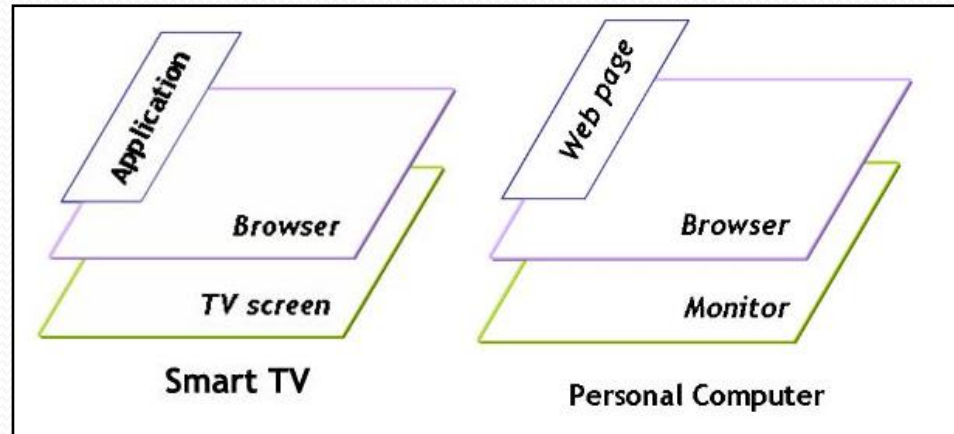 Application
Browser
TV screen
Smart TV
Web page
Browser
Monitor
Personal Computer